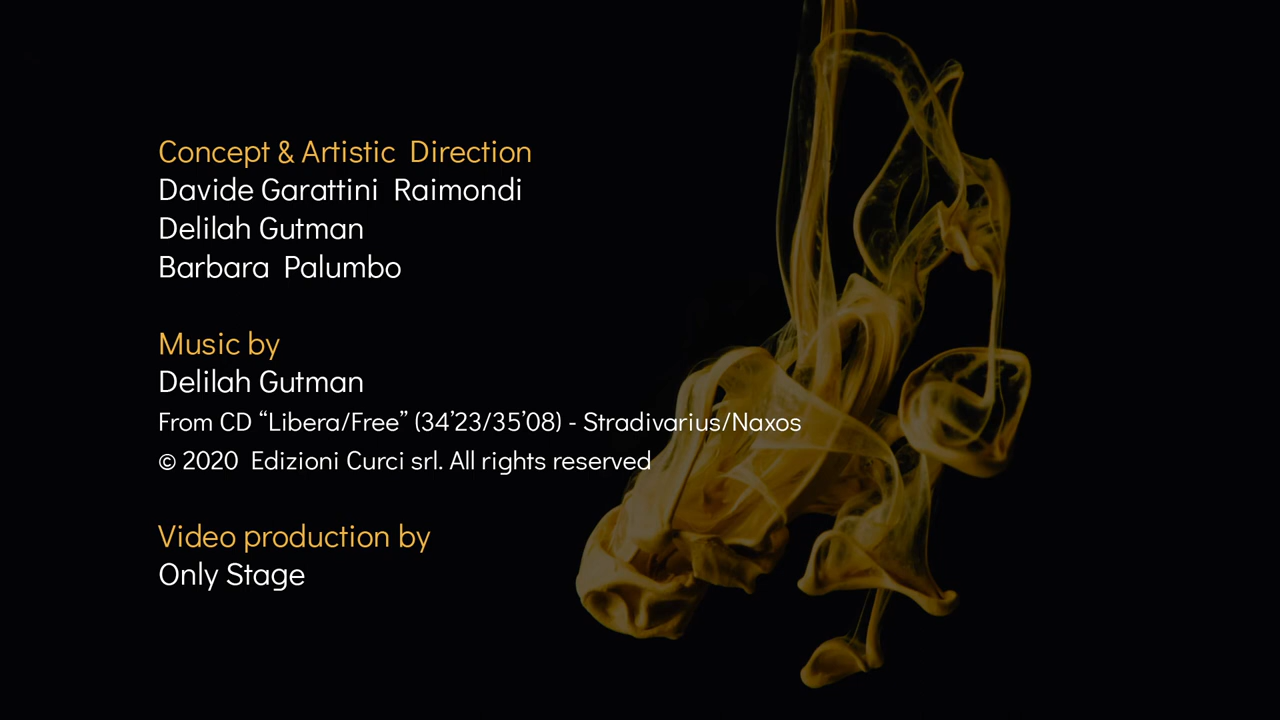 Concept & Artistic Direction
Davide Garattini Raimondi
Delilah Gutman
Barbara Palumbo
Music by
Delilah Gutman
From CD “Libera/Free” (34’23/35’08) - Stradivarius/Naxos
© 2020 Edizioni Curci srl. All rights reserved
Video production by
Only Stage